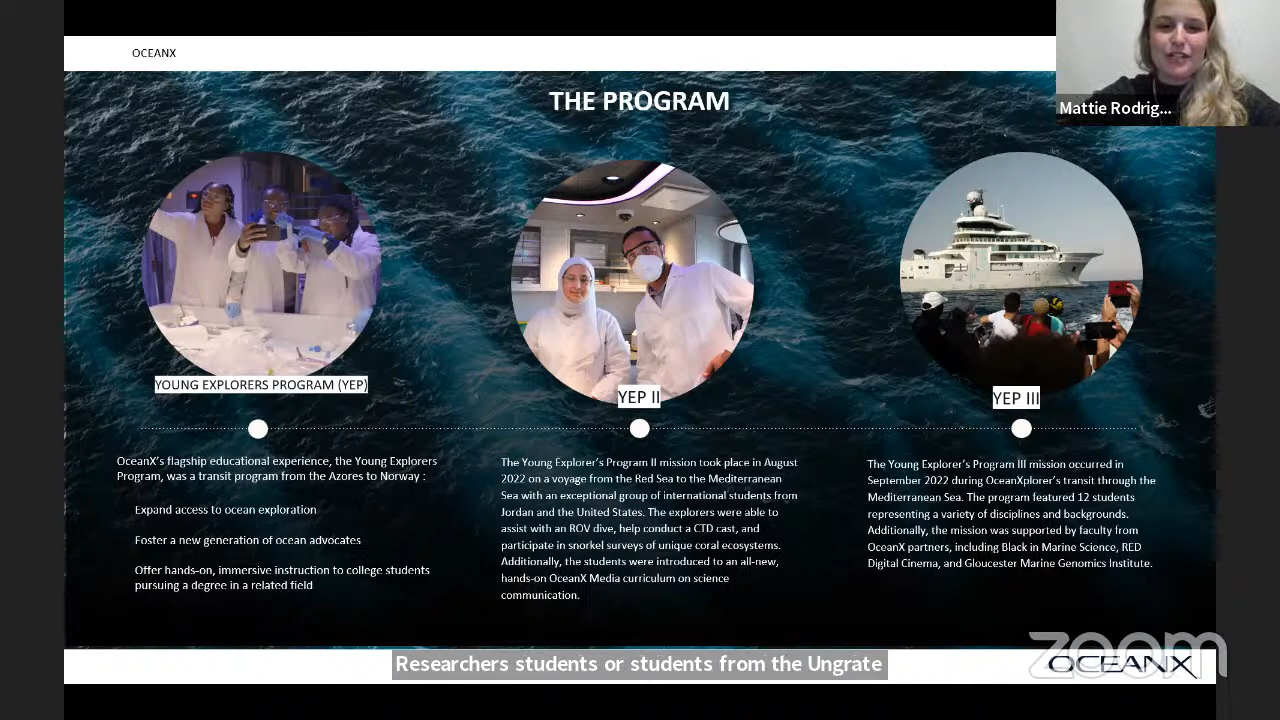 OCEANX
THE PROGRAM
Mattie Rodrig...
YOUNG EXPLORERS PROGRAM (YEP)
OceanX's flagship educational experience, the Young Explorers
Program, was a transit program from the Azores to Norway :
Expand access to ocean exploration
Foster a new generation of ocean advocates
Offer hands-on, immersive instruction to college students
pursuing a degree in a related field
YEP II
The Young Explorer's Program II mission took place in August
2022 on a voyage from the Red Sea to the Mediterranean
Sea with an exceptional group of international students from
Jordan and the United States. The explorers were able to
assist with an ROV dive, help conduct a CTD cast, and
participate in snorkel surveys of unique coral ecosystems.
Additionally, the students were introduced to an all-new,
hands-on OceanX Media curriculum on science
communication.
YEP III
The Young Explorer's Program III mission occurred in
September 2022 during OceanXplorer's transit through the
Mediterranean Sea. The program featured 12 students
representing a variety of disciplines and backgrounds.
Additionally, the mission was supported by faculty from
OceanX partners, including Black in Marine Science, RED
Digital Cinema, and Gloucester Marine Genomics Institute.
Researchers students or students from the Ungrate
zoom
OCEANX